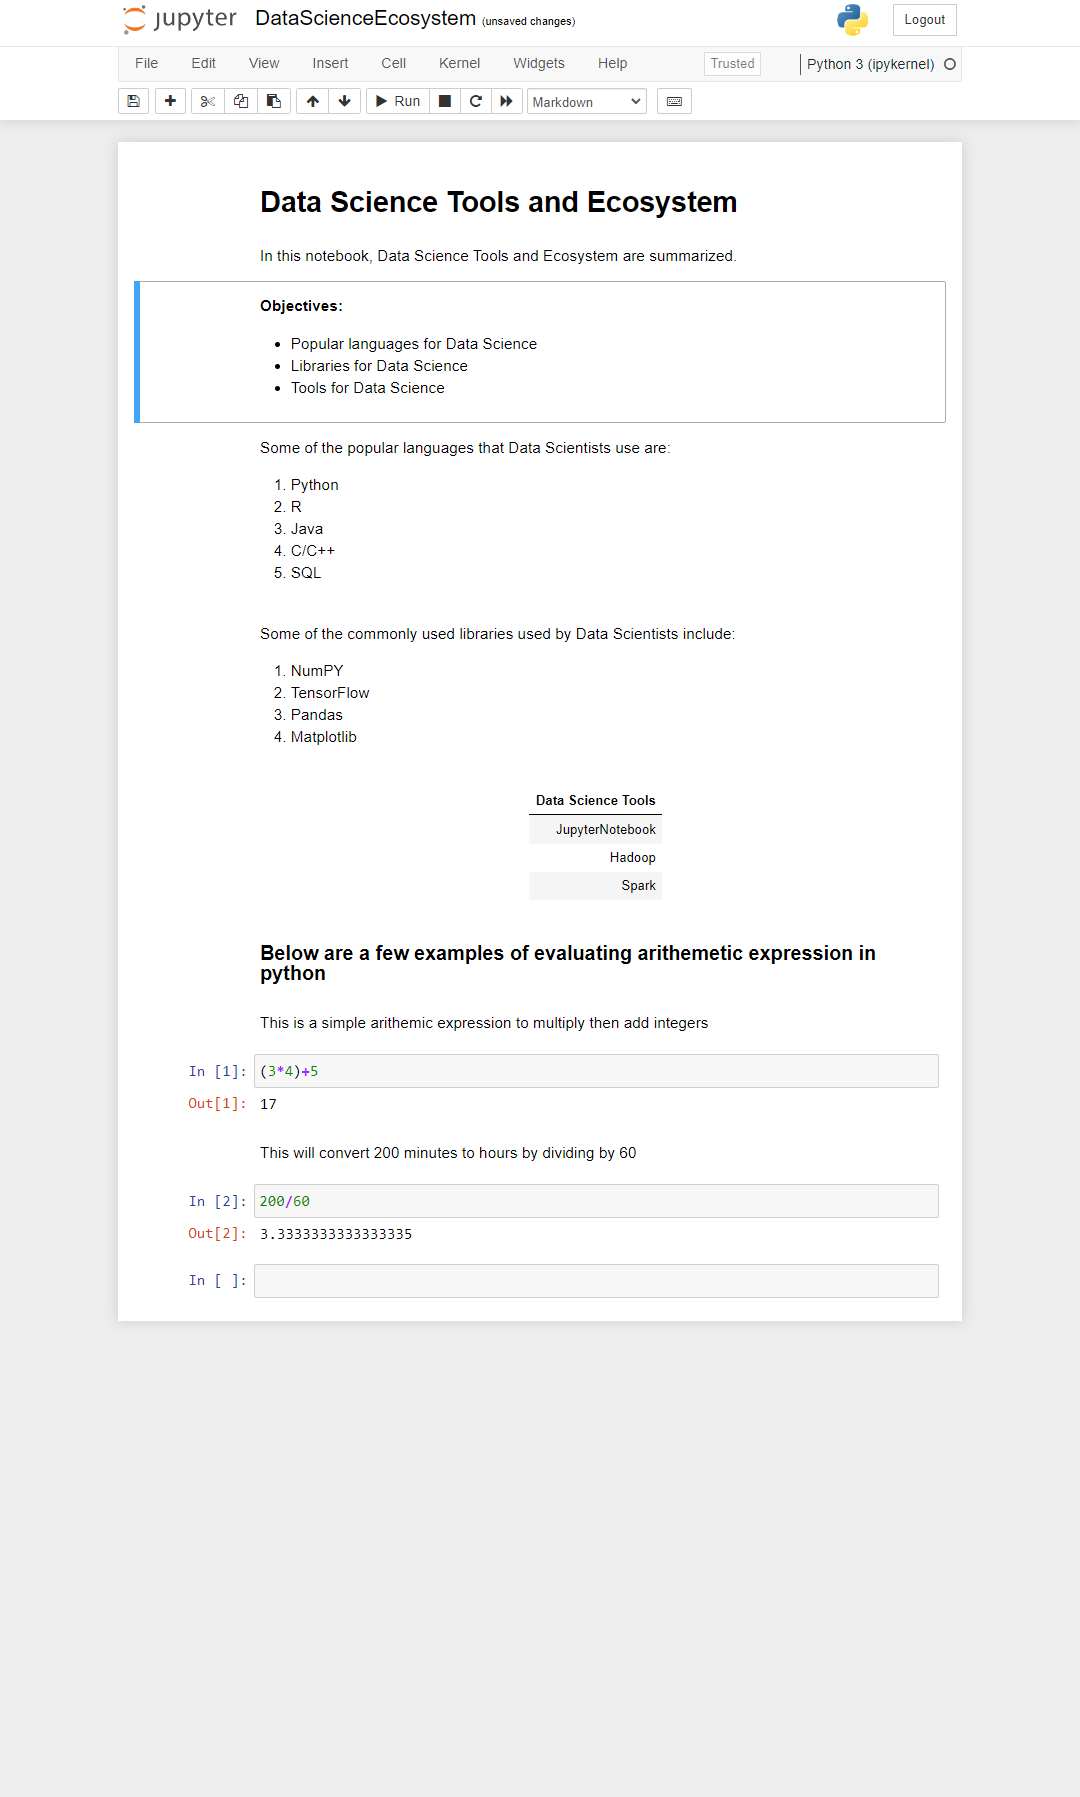 jupyter DataScienceEcosystem (unsaved changes) Logout
File Edit View Insert Cell Kernel Widgets Help Trusted Python 3 (ipykernel)
Run Markdown
Data Science Tools and Ecosystem
In this notebook, Data Science Tools and Ecosystem are summarized.
Objectives:
• Popular languages for Data Science
• Libraries for Data Science
• Tools for Data Science
Some of the popular languages that Data Scientists use are:
1. Python
2. R
3. Java
4. C/C++
5. SQL
Some of the commonly used libraries used by Data Scientists include:
1. NumPY
2. TensorFlow
3. Pandas
4. Matplotlib
Data Science Tools
JupyterNotebook
Hadoop
Spark
Below are a few examples of evaluating arithemetic expression in
python
This is a simple arithemic expression to multiply then add integers
In [1]: (3*4)+5
Out[1]: 17
This will convert 200 minutes to hours by dividing by 60
In [2]: 200/60
Out[2]: 3.3333333333333335
In [ ]: